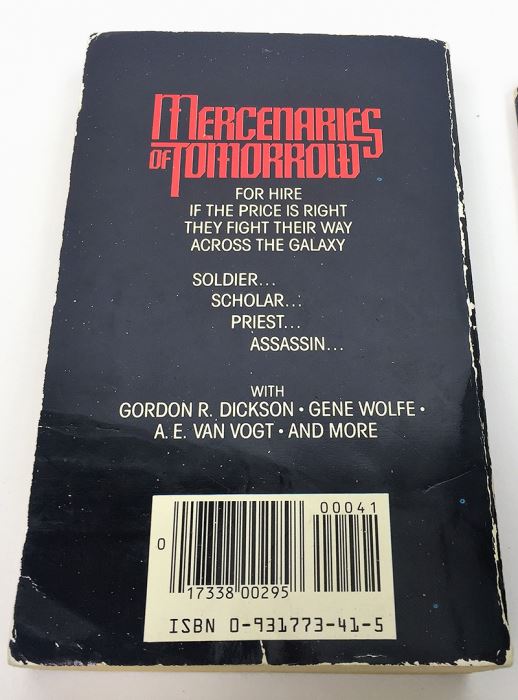 MERCENARIES
OF TOMORROW
FOR HIRE
IF THE PRICE IS RIGHT
THEY FIGHT THEIR WAY
ACROSS THE GALAXY
SOLDIER...
SCHOLAR...
PRIEST...
ASSASSIN...
WITH
GORDON R. DICKSON • GENE WOLFE •
A. E. VAN VOGT • AND MORE
00041
0
17338 00295
ISBN 0-931773-41-5